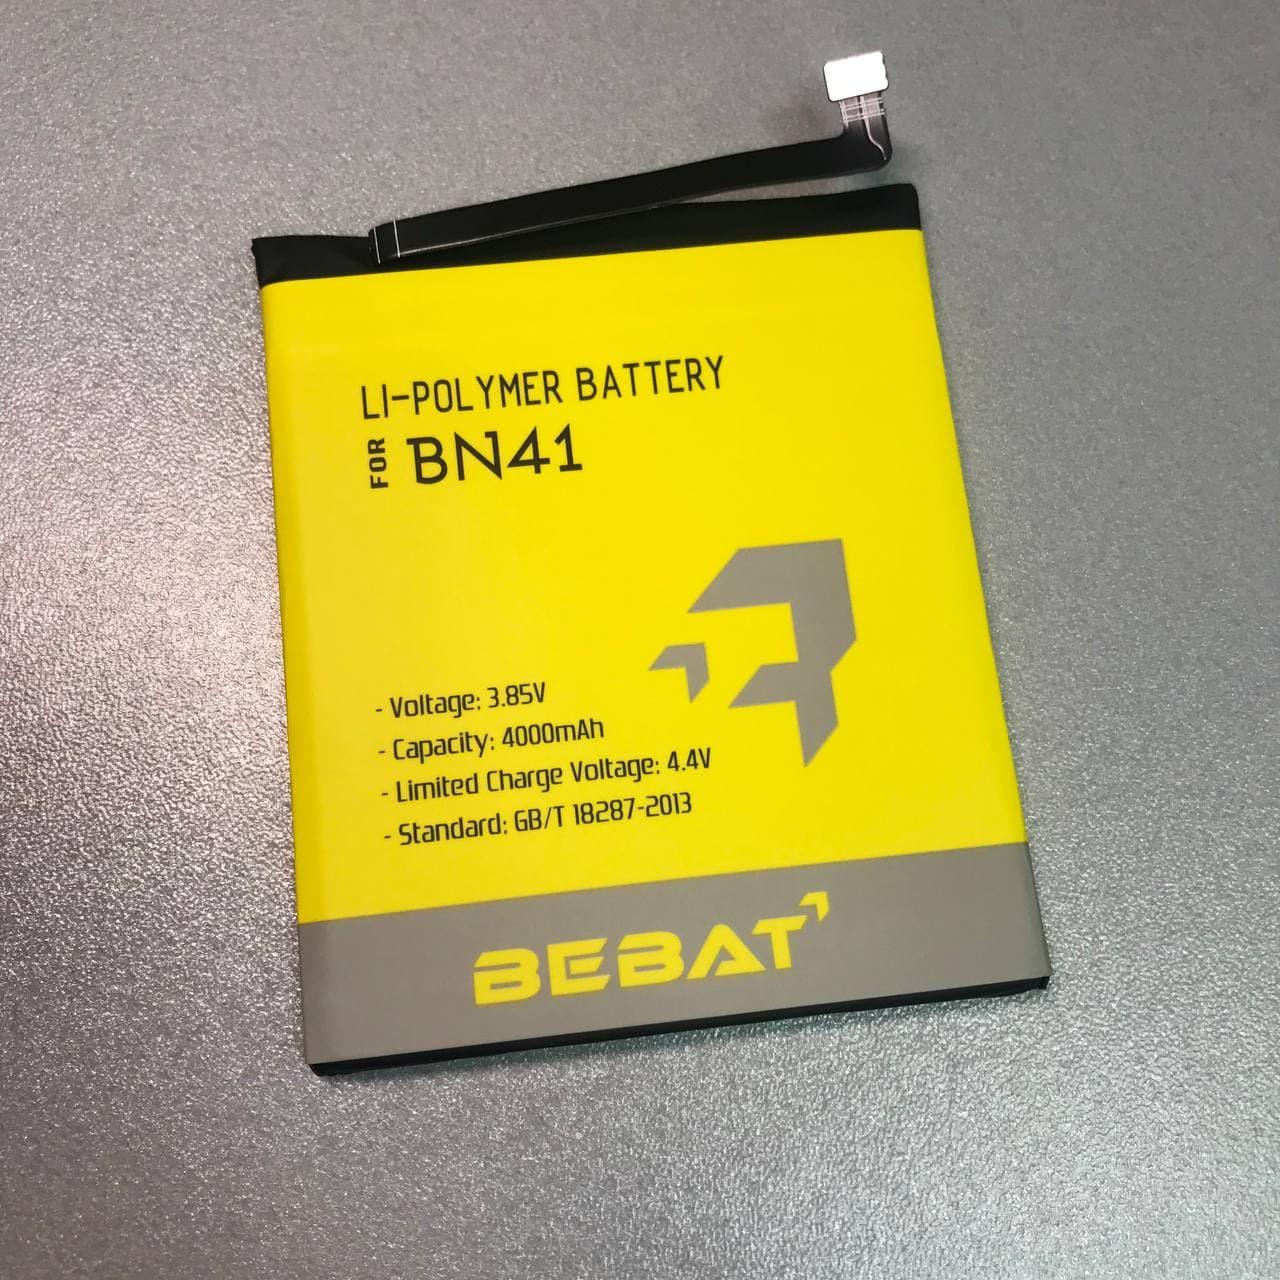 LI-POLYMER BATTERY
FOR BN41
- Voltage: 3.85V
- Capacity: 4000mAh
- Limited Charge Voltage: 4.4V
- Standard: GB/T 18287-2013
BEBAT